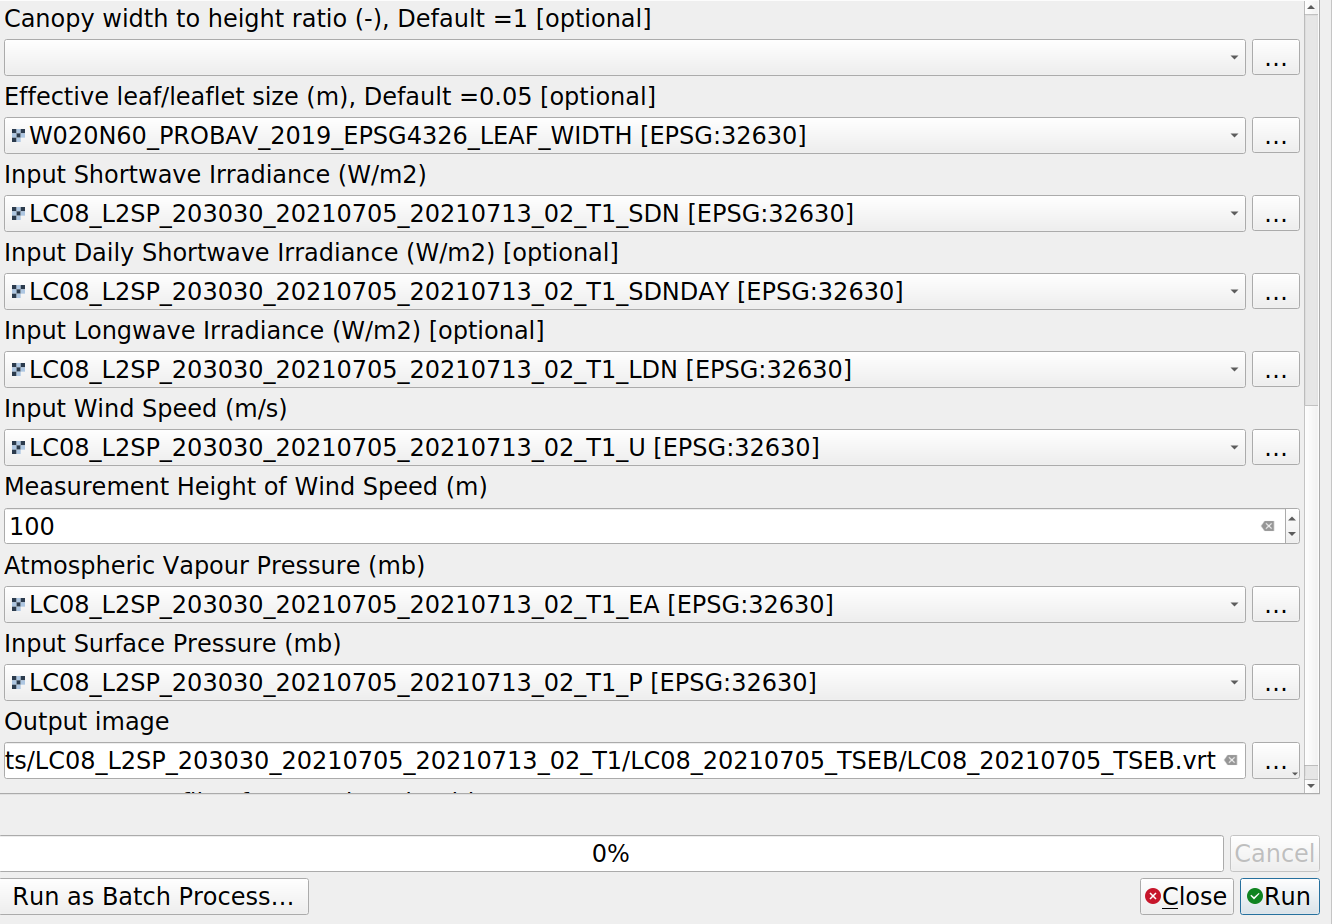 Canopy width to height ratio (-), Default =1 [optional]
...
Effective leaf/leaflet size (m), Default =0.05 [optional]
W020N60_PROBAV_2019_EPSG4326_LEAF_WIDTH [EPSG:32630] ...
Input Shortwave Irradiance (W/m2)
LC08_L2SP_203030_20210705_20210713_02_T1_SDN [EPSG:32630] ...
Input Daily Shortwave Irradiance (W/m2) [optional]
LC08_L2SP_203030_20210705_20210713_02_T1_SDNDAY [EPSG:32630] ...
Input Longwave Irradiance (W/m2) [optional]
LC08_L2SP_203030_20210705_20210713_02_T1_LDN [EPSG:32630] ...
Input Wind Speed (m/s)
LC08_L2SP_203030_20210705_20210713_02_T1_U [EPSG:32630] ...
Measurement Height of Wind Speed (m)
100
Atmospheric Vapour Pressure (mb)
LC08_L2SP_203030_20210705_20210713_02_T1_EA [EPSG:32630] ...
Input Surface Pressure (mb)
LC08_L2SP_203030_20210705_20210713_02_T1_P [EPSG:32630] ...
Output image
ts/LC08_L2SP_203030_20210705_20210713_02_T1/LC08_20210705_TSEB/LC08_20210705_TSEB.vrt ...
0% Cancel
Run as Batch Process... Close Run